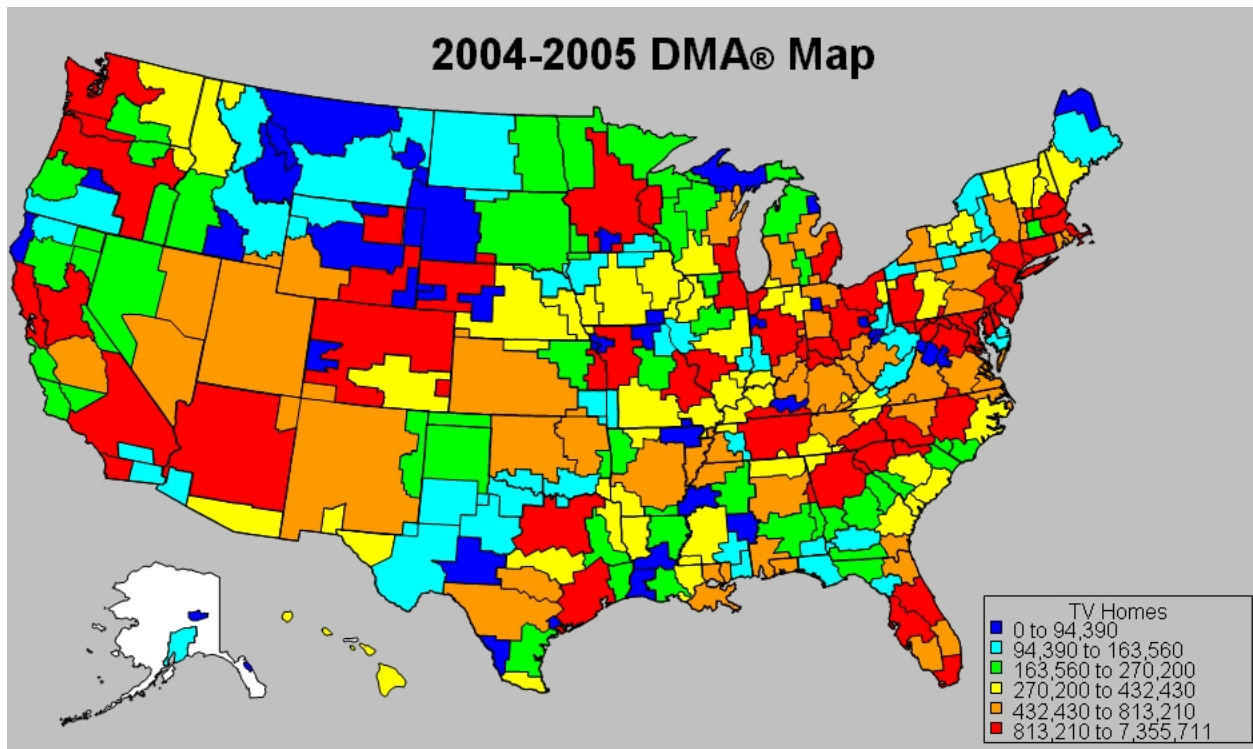 2004-2005 DMA® Map
TV Homes
0 to 94,390
94,390 to 163,560
163,560 to 270,200
270,200 to 432,430
432,430 to 813,210
813,210 to 7,355,711